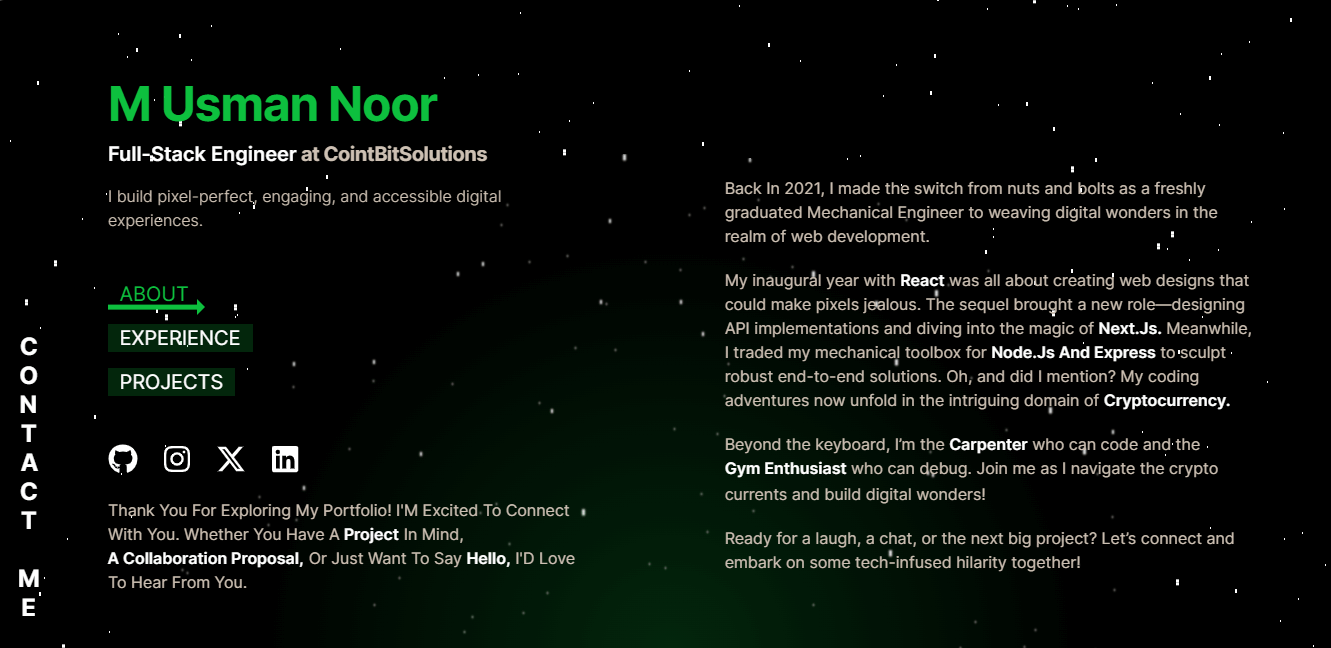 M Usman Noor
Full-Stack Engineer at CointBitSolutions
I build pixel-perfect, engaging, and accessible digital
experiences.
ABOUT
EXPERIENCE
PROJECTS
Thank You For Exploring My Portfolio! I'M Excited To Connect
With You. Whether You Have A Project In Mind,
A Collaboration Proposal, Or Just Want To Say Hello, I'D Love
To Hear From You.
CONTACT ME
Back In 2021, I made the switch from nuts and bolts as a freshly
graduated Mechanical Engineer to weaving digital wonders in the
realm of web development.
My inaugural year with React was all about creating web designs that
could make pixels jealous. The sequel brought a new role—designing
API implementations and diving into the magic of Next.Js. Meanwhile,
I traded my mechanical toolbox for Node.Js And Express to sculpt
robust end-to-end solutions. Oh, and did I mention? My coding
adventures now unfold in the intriguing domain of Cryptocurrency.
Beyond the keyboard, I'm the Carpenter who can code and the
Gym Enthusiast who can debug. Join me as I navigate the crypto
currents and build digital wonders!
Ready for a laugh, a chat, or the next big project? Let's connect and
embark on some tech-infused hilarity together!